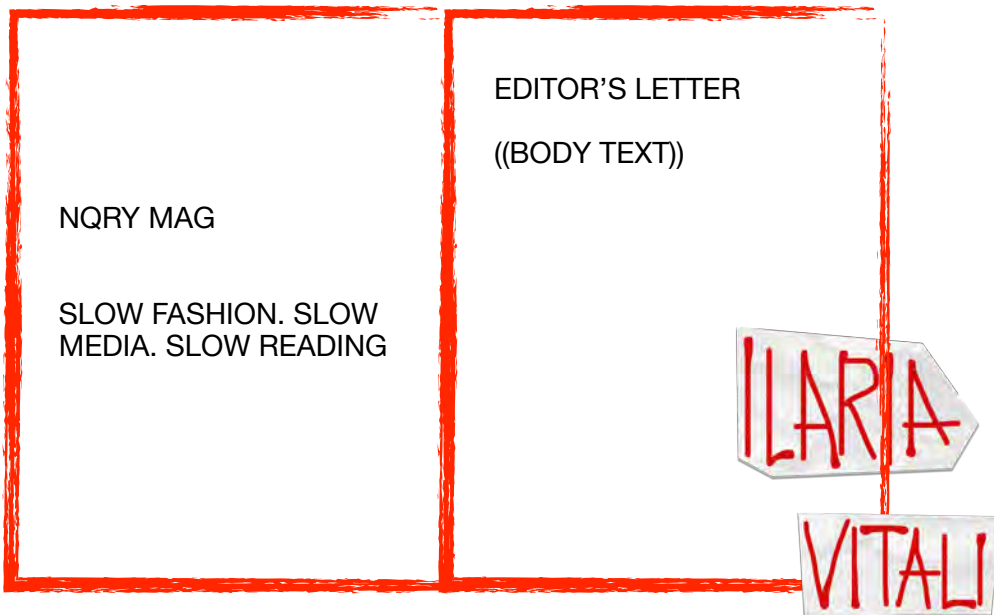 NQRY MAG
SLOW FASHION. SLOW
MEDIA. SLOW READING
EDITOR’S LETTER
((BODY TEXT))
ILARIA
VITALI